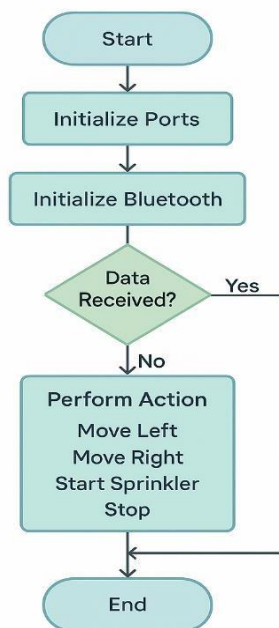 Start
Initialize Ports
Initialize Bluetooth
Data
Received?
Yes
No
Perform Action
Move Left
Move Right
Start Sprinkler
Stop
End